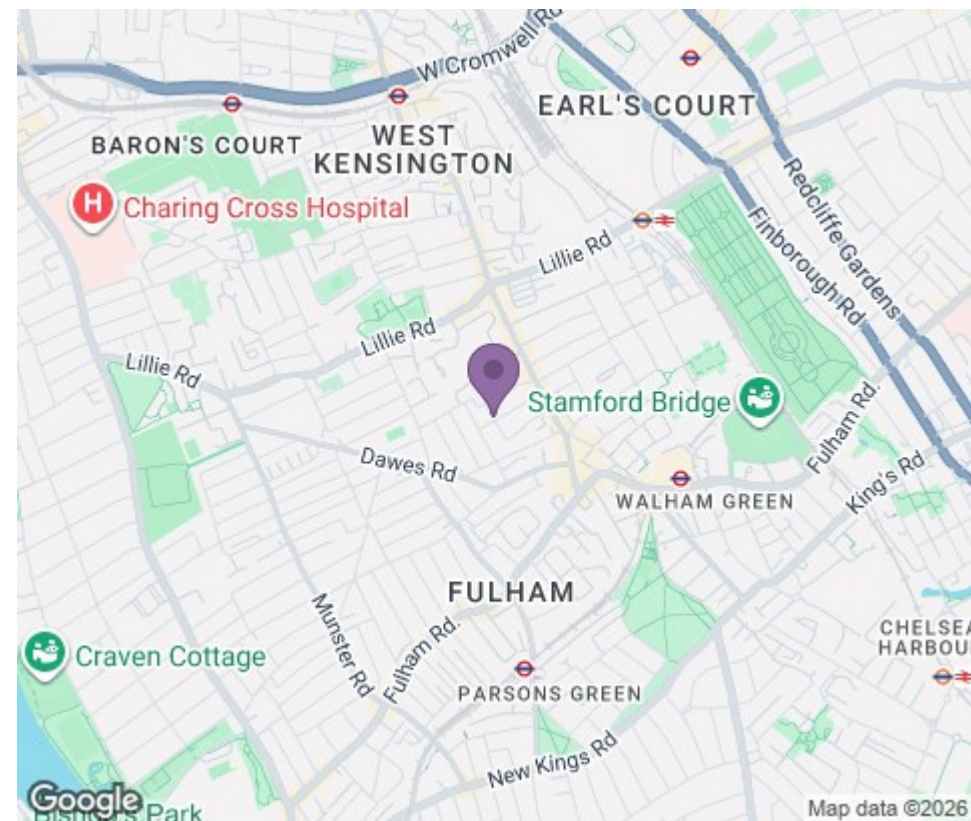 W Cromwell Rd
EARL'S COURT
BARON'S COURT
WEST
KENSINGTON
H
Charing Cross Hospital
Redcliffe Gardens
Finborough Rd
Lillie Rd
Lillie Rd
Lillie Rd
Stamford Bridge
Fulham Rd.
King's Rd
Dawes Rd
WALHAM GREEN
FULHAM
Munster Rd
Fulham Rd.
CHELSEA
HARBOU
Craven Cottage
PARSONS GREEN
New Kings Rd
Google
Bishop's Park
Map data ©2026